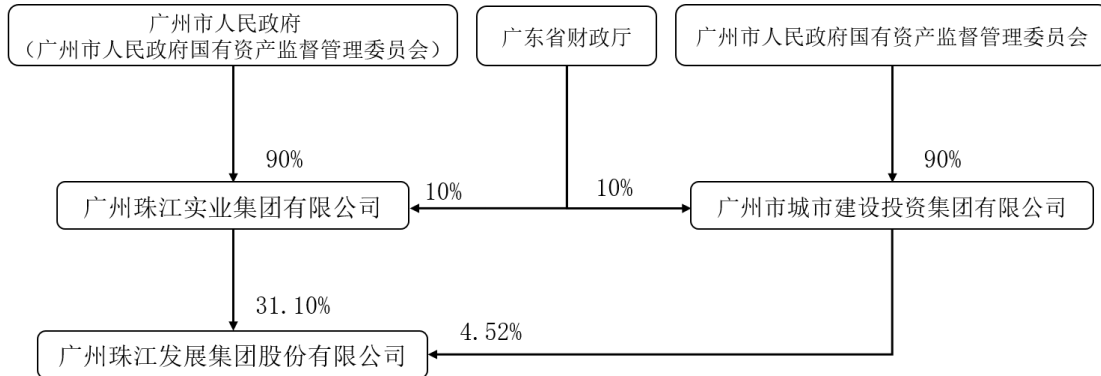 广州市人民政府
（广州市人民政府国有资产监督管理委员会）
广东省财政厅
广州市人民政府国有资产监督管理委员会
90%
10%
10%
90%
广州珠江实业集团有限公司
广州市城市建设投资集团有限公司
31.10%
4.52%
广州珠江发展集团股份有限公司